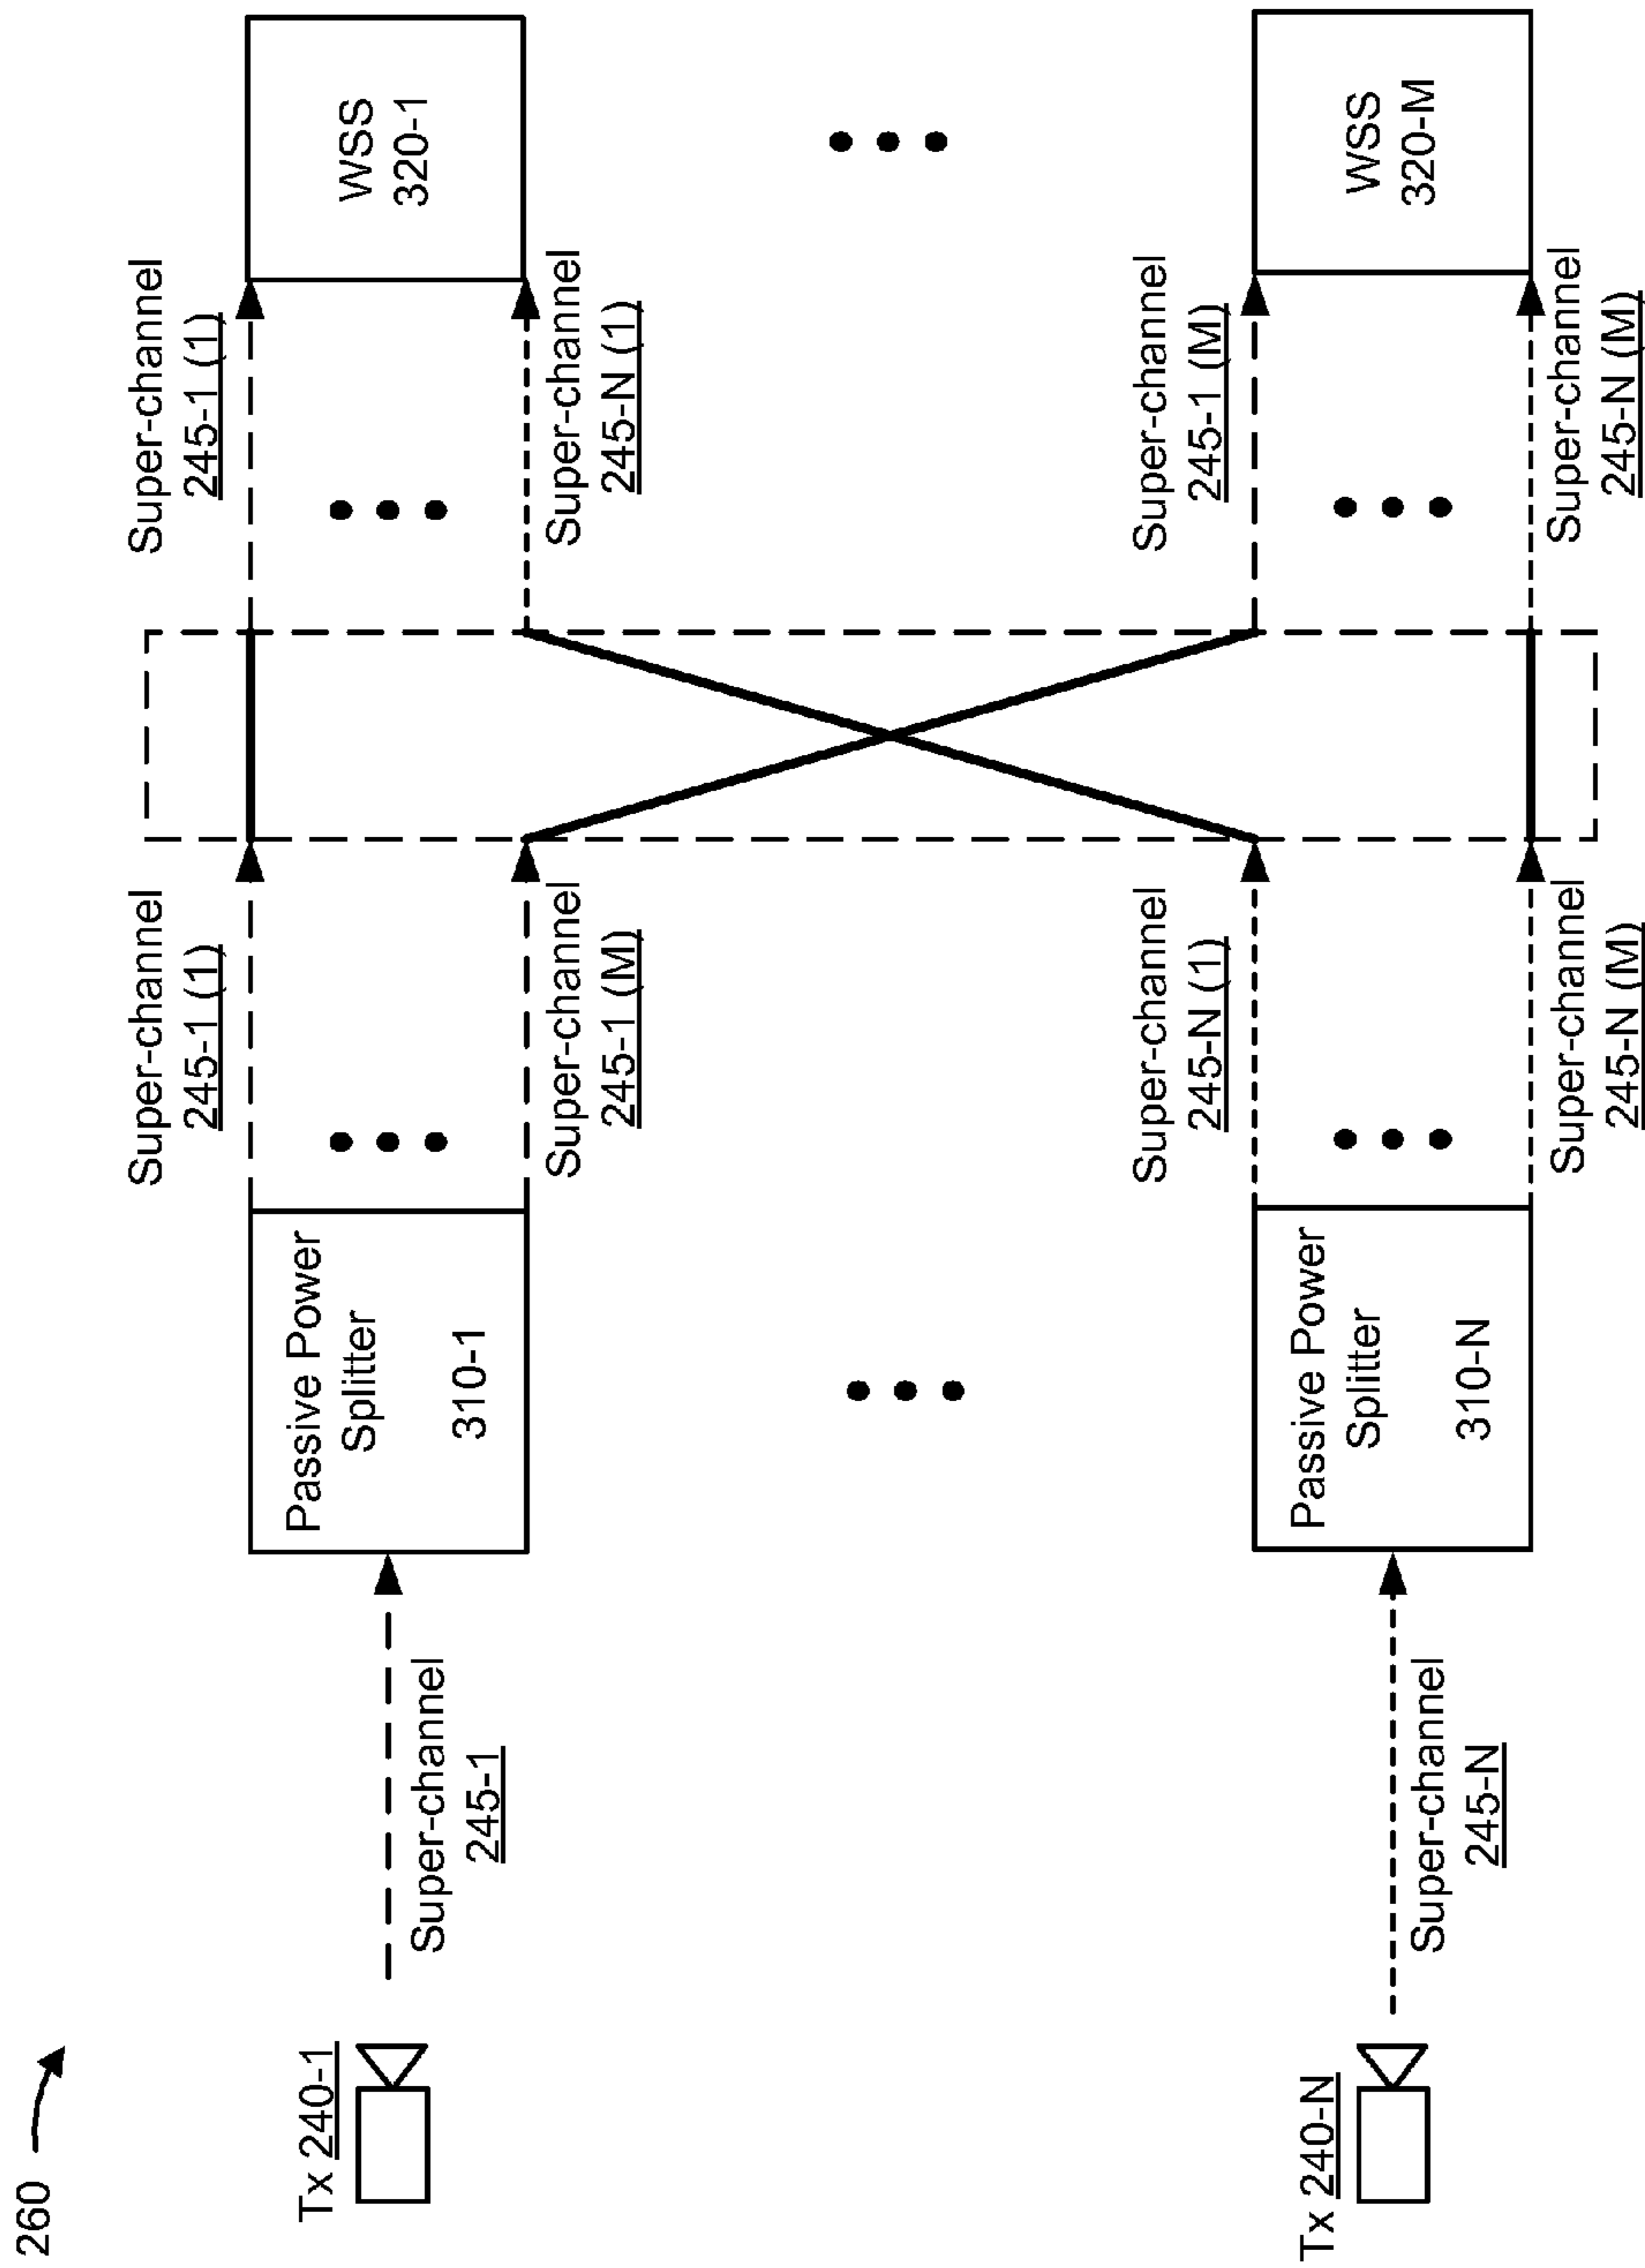 260
Tx 240-1
Super-channel
245-1
Passive Power
Splitter
310-1
Super-channel
245-1 (1)
Super-channel
245-1 (M)
Super-channel
245-1 (1)
Super-channel
245-N (1)
WSS
320-1
Tx 240-N
Super-channel
245-N
Passive Power
Splitter
310-N
Super-channel
245-N (1)
Super-channel
245-N (M)
Super-channel
245-1 (M)
Super-channel
245-N (M)
WSS
320-M